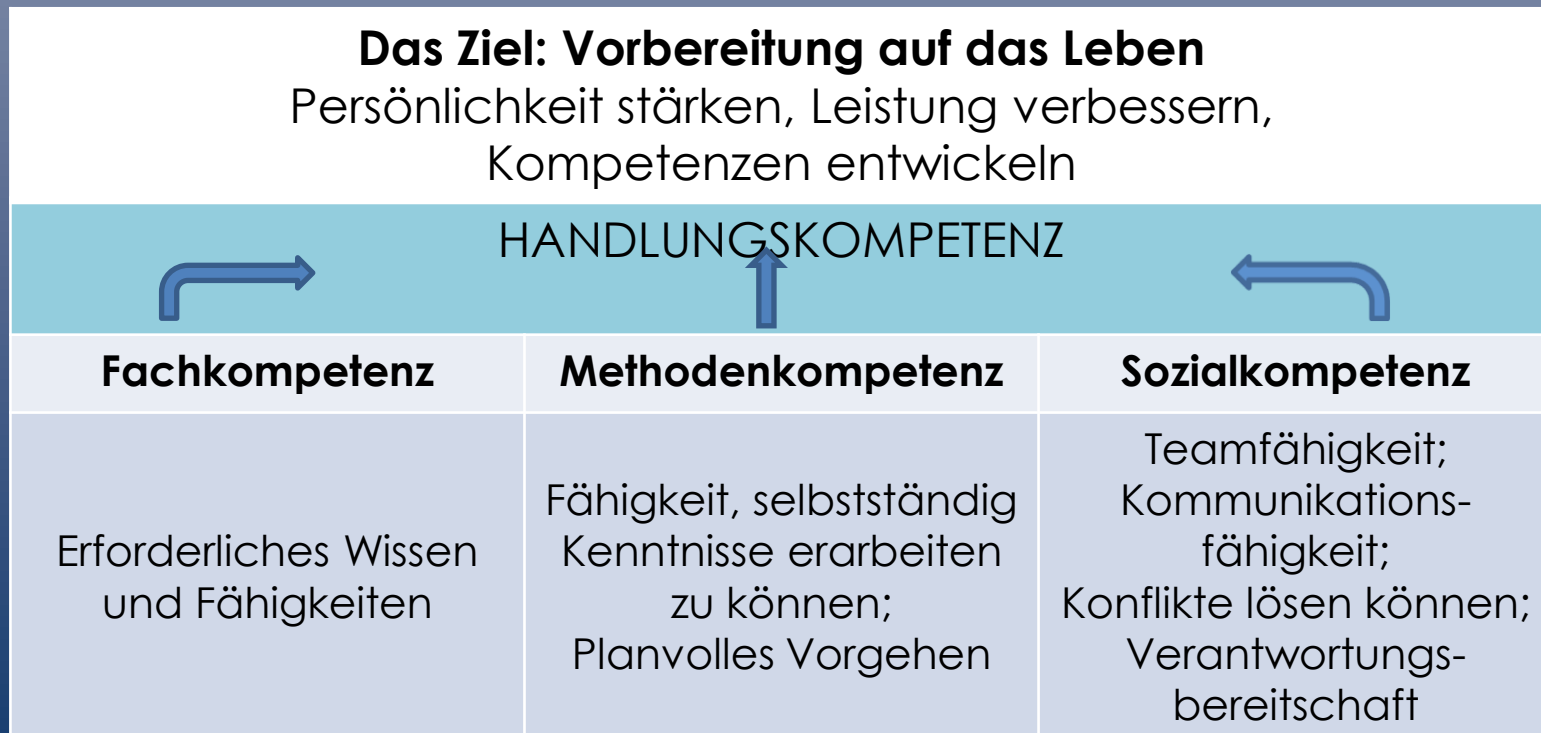 Das Ziel: Vorbereitung auf das Leben
Persönlichkeit stärken, Leistung verbessern,
Kompetenzen entwickeln
HANDLUNGSKOMPETENZ
Fachkompetenz
Methodenkompetenz
Sozialkompetenz
Erforderliches Wissen
und Fähigkeiten
Fähigkeit, selbstständig
Kenntnisse erarbeiten
zu können;
Planvolles Vorgehen
Teamfähigkeit;
Kommunikations-
fähigkeit;
Konflikte lösen können;
Verantwortungs-
bereitschaft